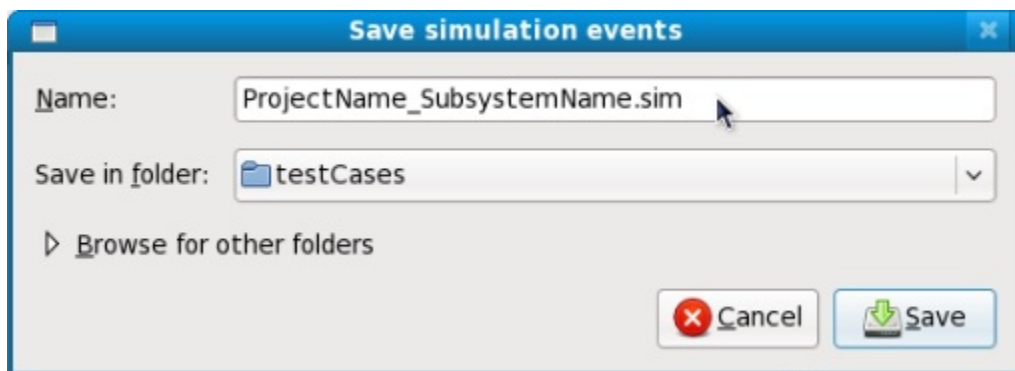 Save simulation events
Name: ProjectName_SubsystemName.sim
Save in folder: testCases
Browse for other folders
Cancel Save